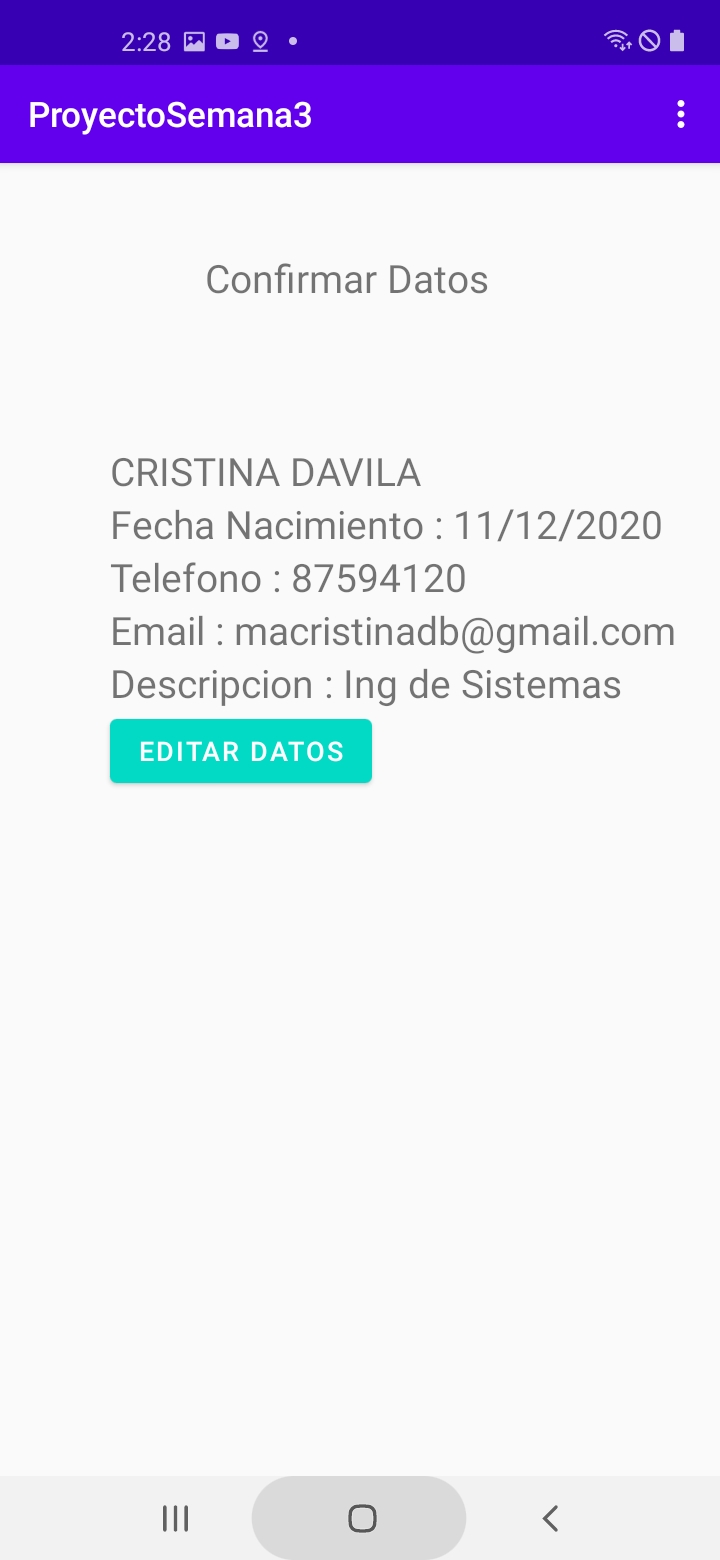 2:28
ProyectoSemana3
Confirmar Datos
CRISTINA DAVILA
Fecha Nacimiento : 11/12/2020
Telefono : 87594120
Email : macristinadb@gmail.com
Descripcion : Ing de Sistemas
EDITAR DATOS